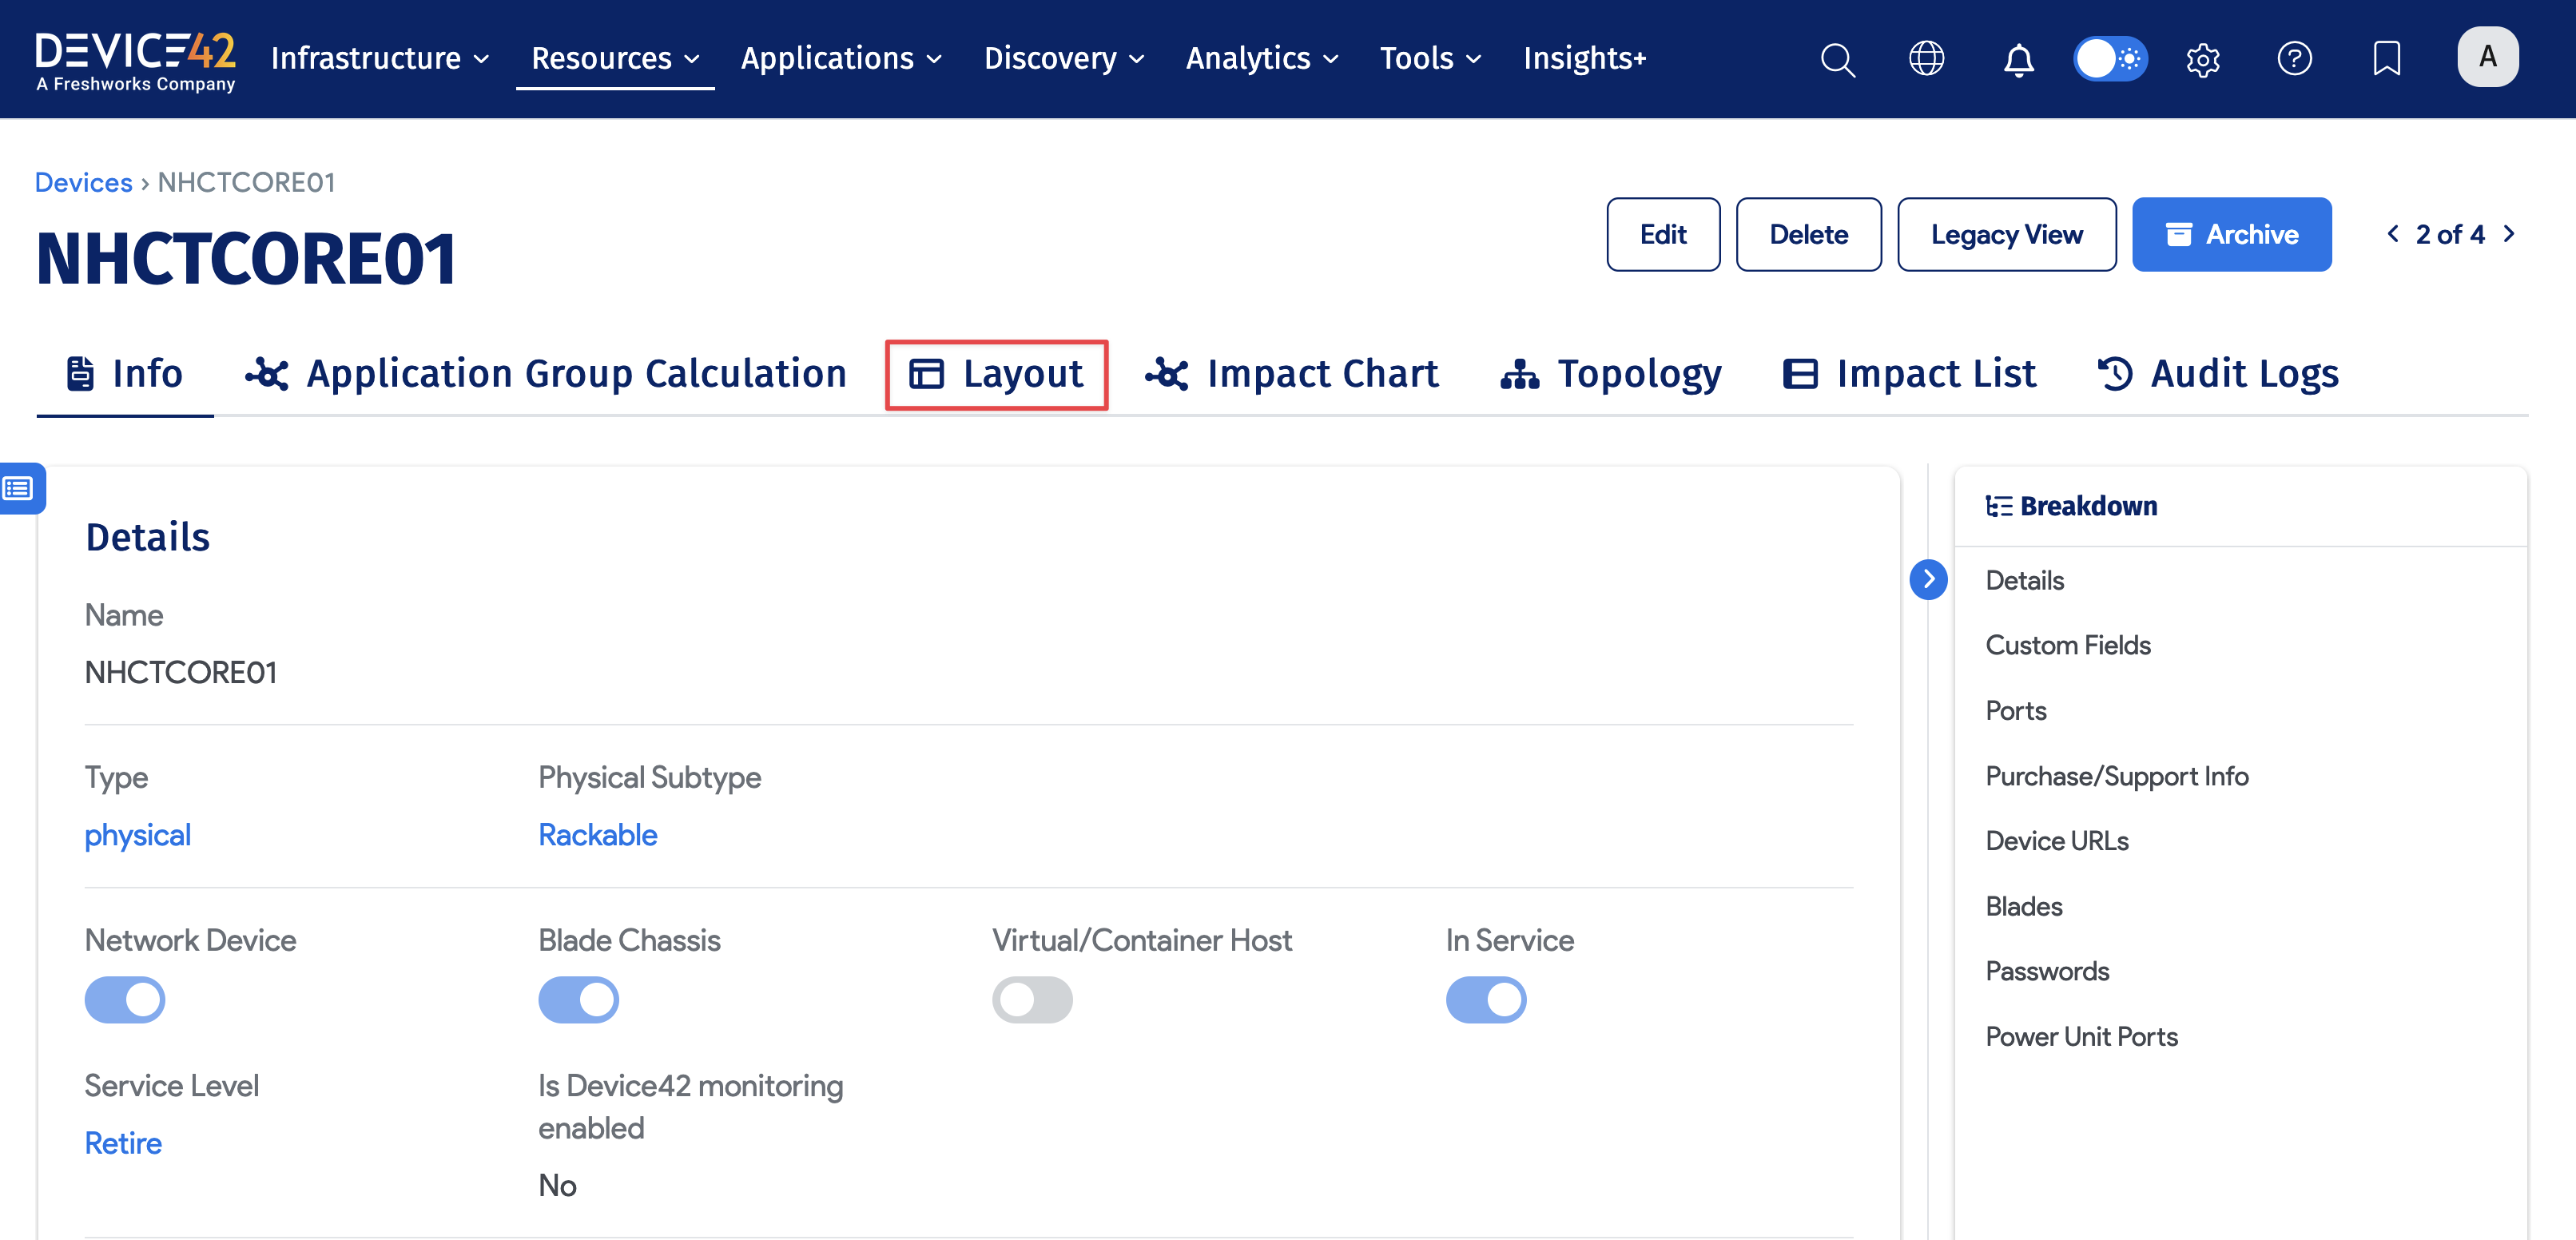 DEVICE42
A Freshworks Company
Infrastructure Resources Applications Discovery Analytics Tools Insights+
A
Devices › NHCTCORE01
NHCTCORE01
Edit Delete Legacy View Archive 2 of 4
Info Application Group Calculation Layout Impact Chart Topology Impact List Audit Logs
Details
Name
NHCTCORE01
Type Physical Subtype
physical Rackable
Network Device Blade Chassis Virtual/Container Host In Service
Service Level Is Device42 monitoring
enabled
Retire
No
Breakdown
Details
Custom Fields
Ports
Purchase/Support Info
Device URLs
Blades
Passwords
Power Unit Ports